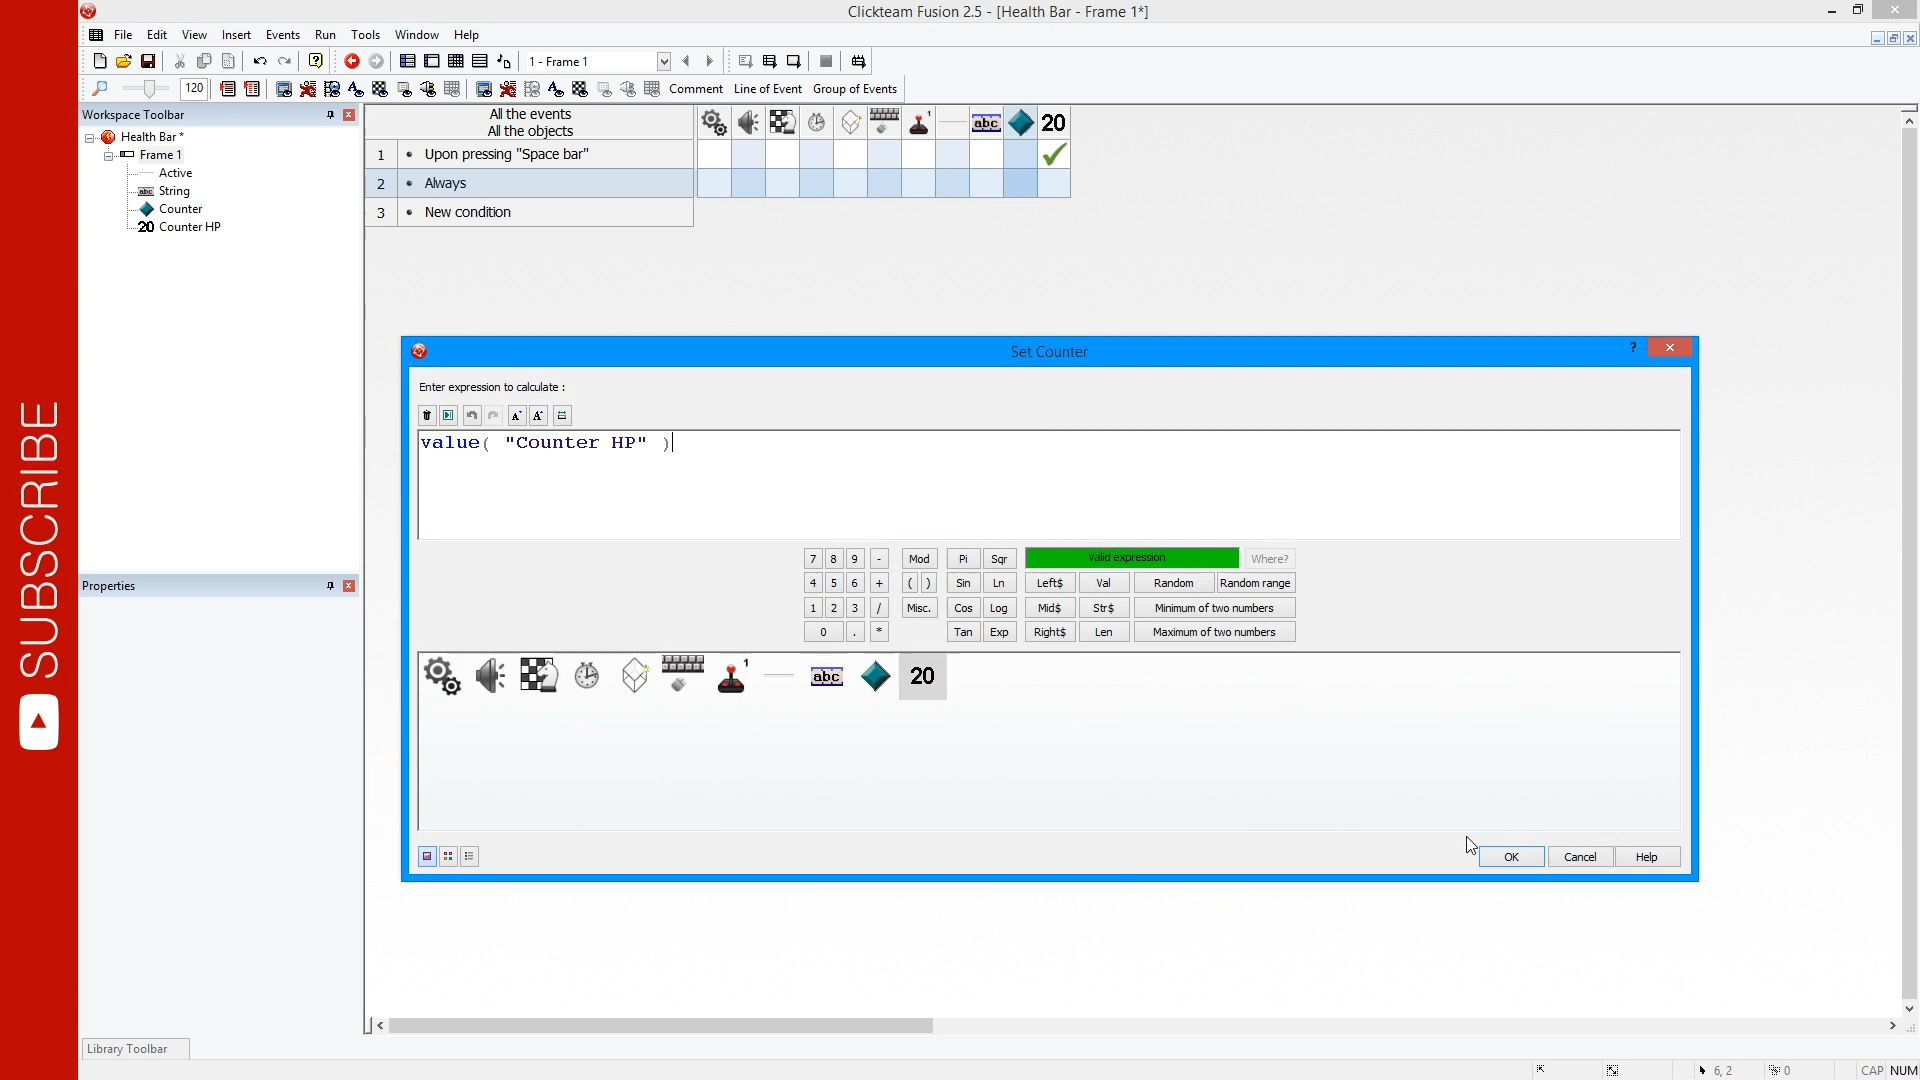 SUBSCRIBE
Clickteam Fusion 2.5 - [Health Bar - Frame 1*]
File Edit View Insert Events Run Tools Window Help
1 - Frame 1
120
Comment Line of Event Group of Events
Workspace Toolbar
Health Bar *
Frame 1
Active
abc String
Counter
20 Counter HP
Properties
All the events
All the objects
1 abc 20
1 • Upon pressing "Space bar"
2 • Always
3 • New condition
Set Counter
?
Enter expression to calculate :
value( "Counter HP" )
7 8 9 - Mod Pi Sqr Valid expression Where?
4 5 6 + ( ) Sin Ln Left$ Val Random Random range
1 2 3 / Misc. Cos Log Mid$ Str$ Minimum of two numbers
0 . * Tan Exp Right$ Len Maximum of two numbers
1 abc 20
OK Cancel Help
Library Toolbar
6, 2 0 CAP NUM